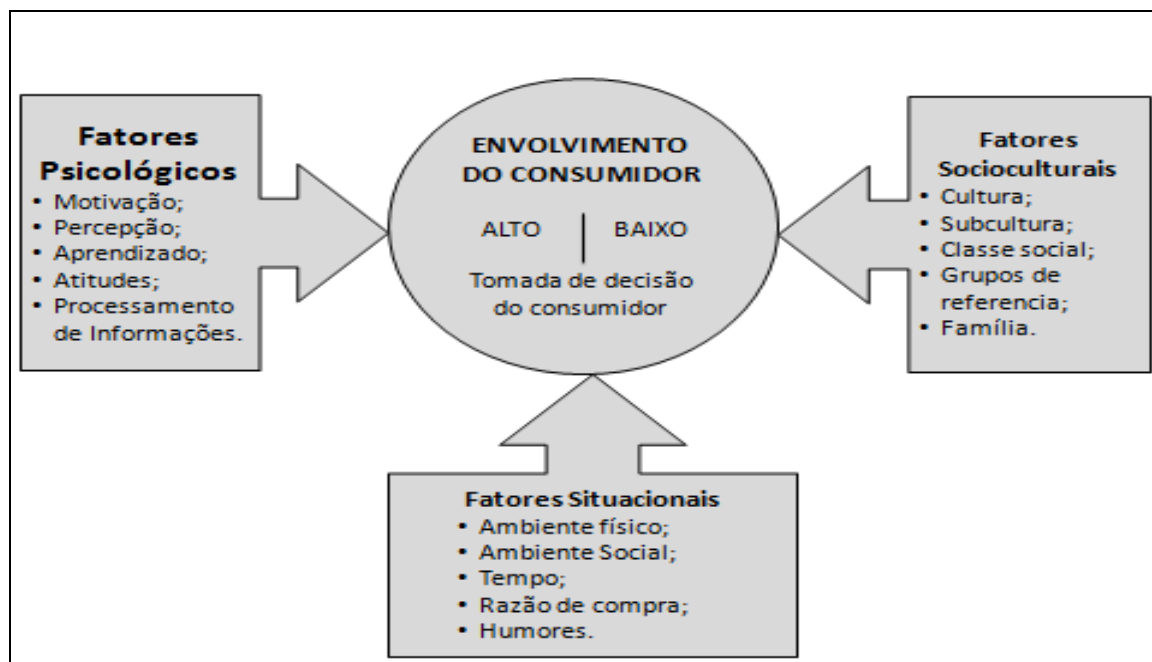 Fatores
Psicológicos
• Motivação;
• Percepção;
• Aprendizado;
• Atitudes;
• Processamento
de Informações.
ENVOLVIMENTO
DO CONSUMIDOR
ALTO | BAIXO
Tomada de decisão
do consumidor
Fatores
Socioculturais
• Cultura;
• Subcultura;
• Classe social;
• Grupos de
referencia;
• Família.
Fatores Situacionais
• Ambiente físico;
• Ambiente Social;
• Tempo;
• Razão de compra;
• Humores.